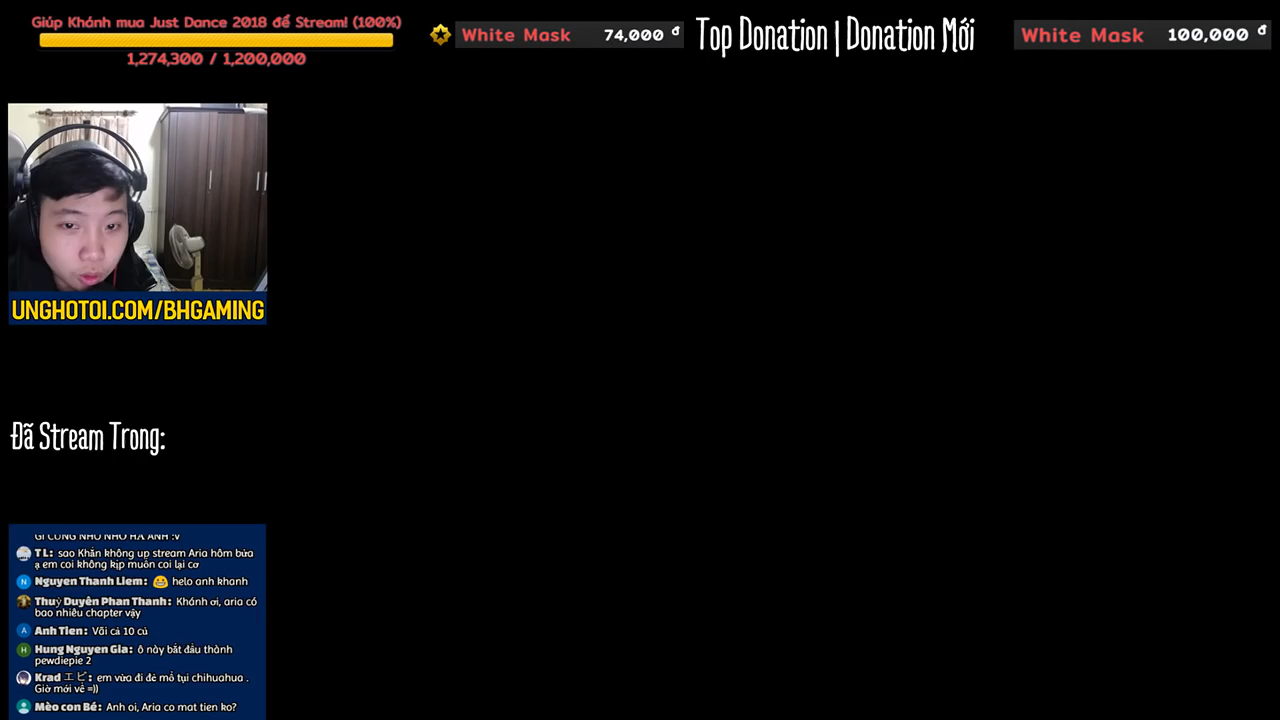 Giúp Khánh mua Just Dance 2018 để Stream! (100%)
1,274,300 / 1,200,000
White Mask 74,000 đ
Top Donation | Donation Mới
White Mask 100,000 đ
UNGHOTOI.COM/BHGAMING
Đã Stream Trong:
T L: sao Khăn không up stream Aria hôm bữa
ạ em coi không kịp muốn coi lại cơ
Nguyen Thanh Liem: helo anh khanh
Thuỳ Duyên Phan Thanh: Khánh ơi, aria có
bao nhiêu chapter vậy
Anh Tien: Vãi cả 10 củ
Hung Nguyen Gia: ô này bắt đầu thành
pewdiepie 2
Krad エビ: em vừa đi đẻ mổ tụi chihuahua .
Giờ mới về =))
Mèo con Bé: Anh oi, Aria co mat tien ko?